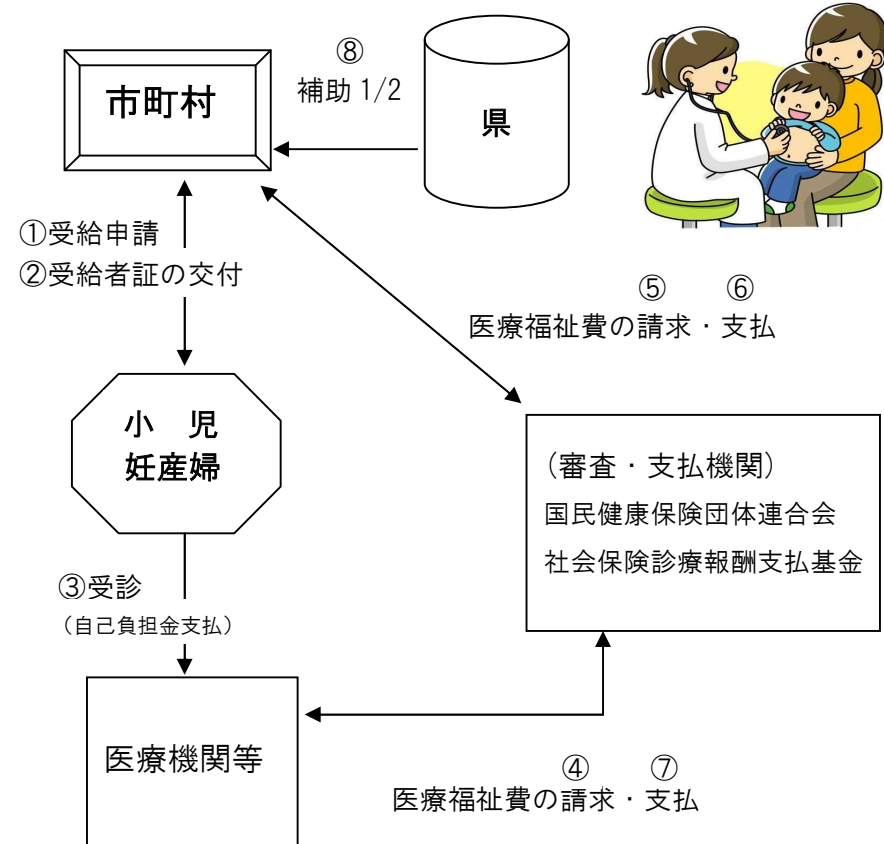 ⑧
補助 1/2
市町村
県
①受給申請
②受給者証の交付
⑤ ⑥
医療福祉費の請求・支払
小 児
妊産婦
(審査・支払機関)
国民健康保険団体連合会
社会保険診療報酬支払基金
③受診
(自己負担金支払)
医療機関等
④ ⑦
医療福祉費の請求・支払